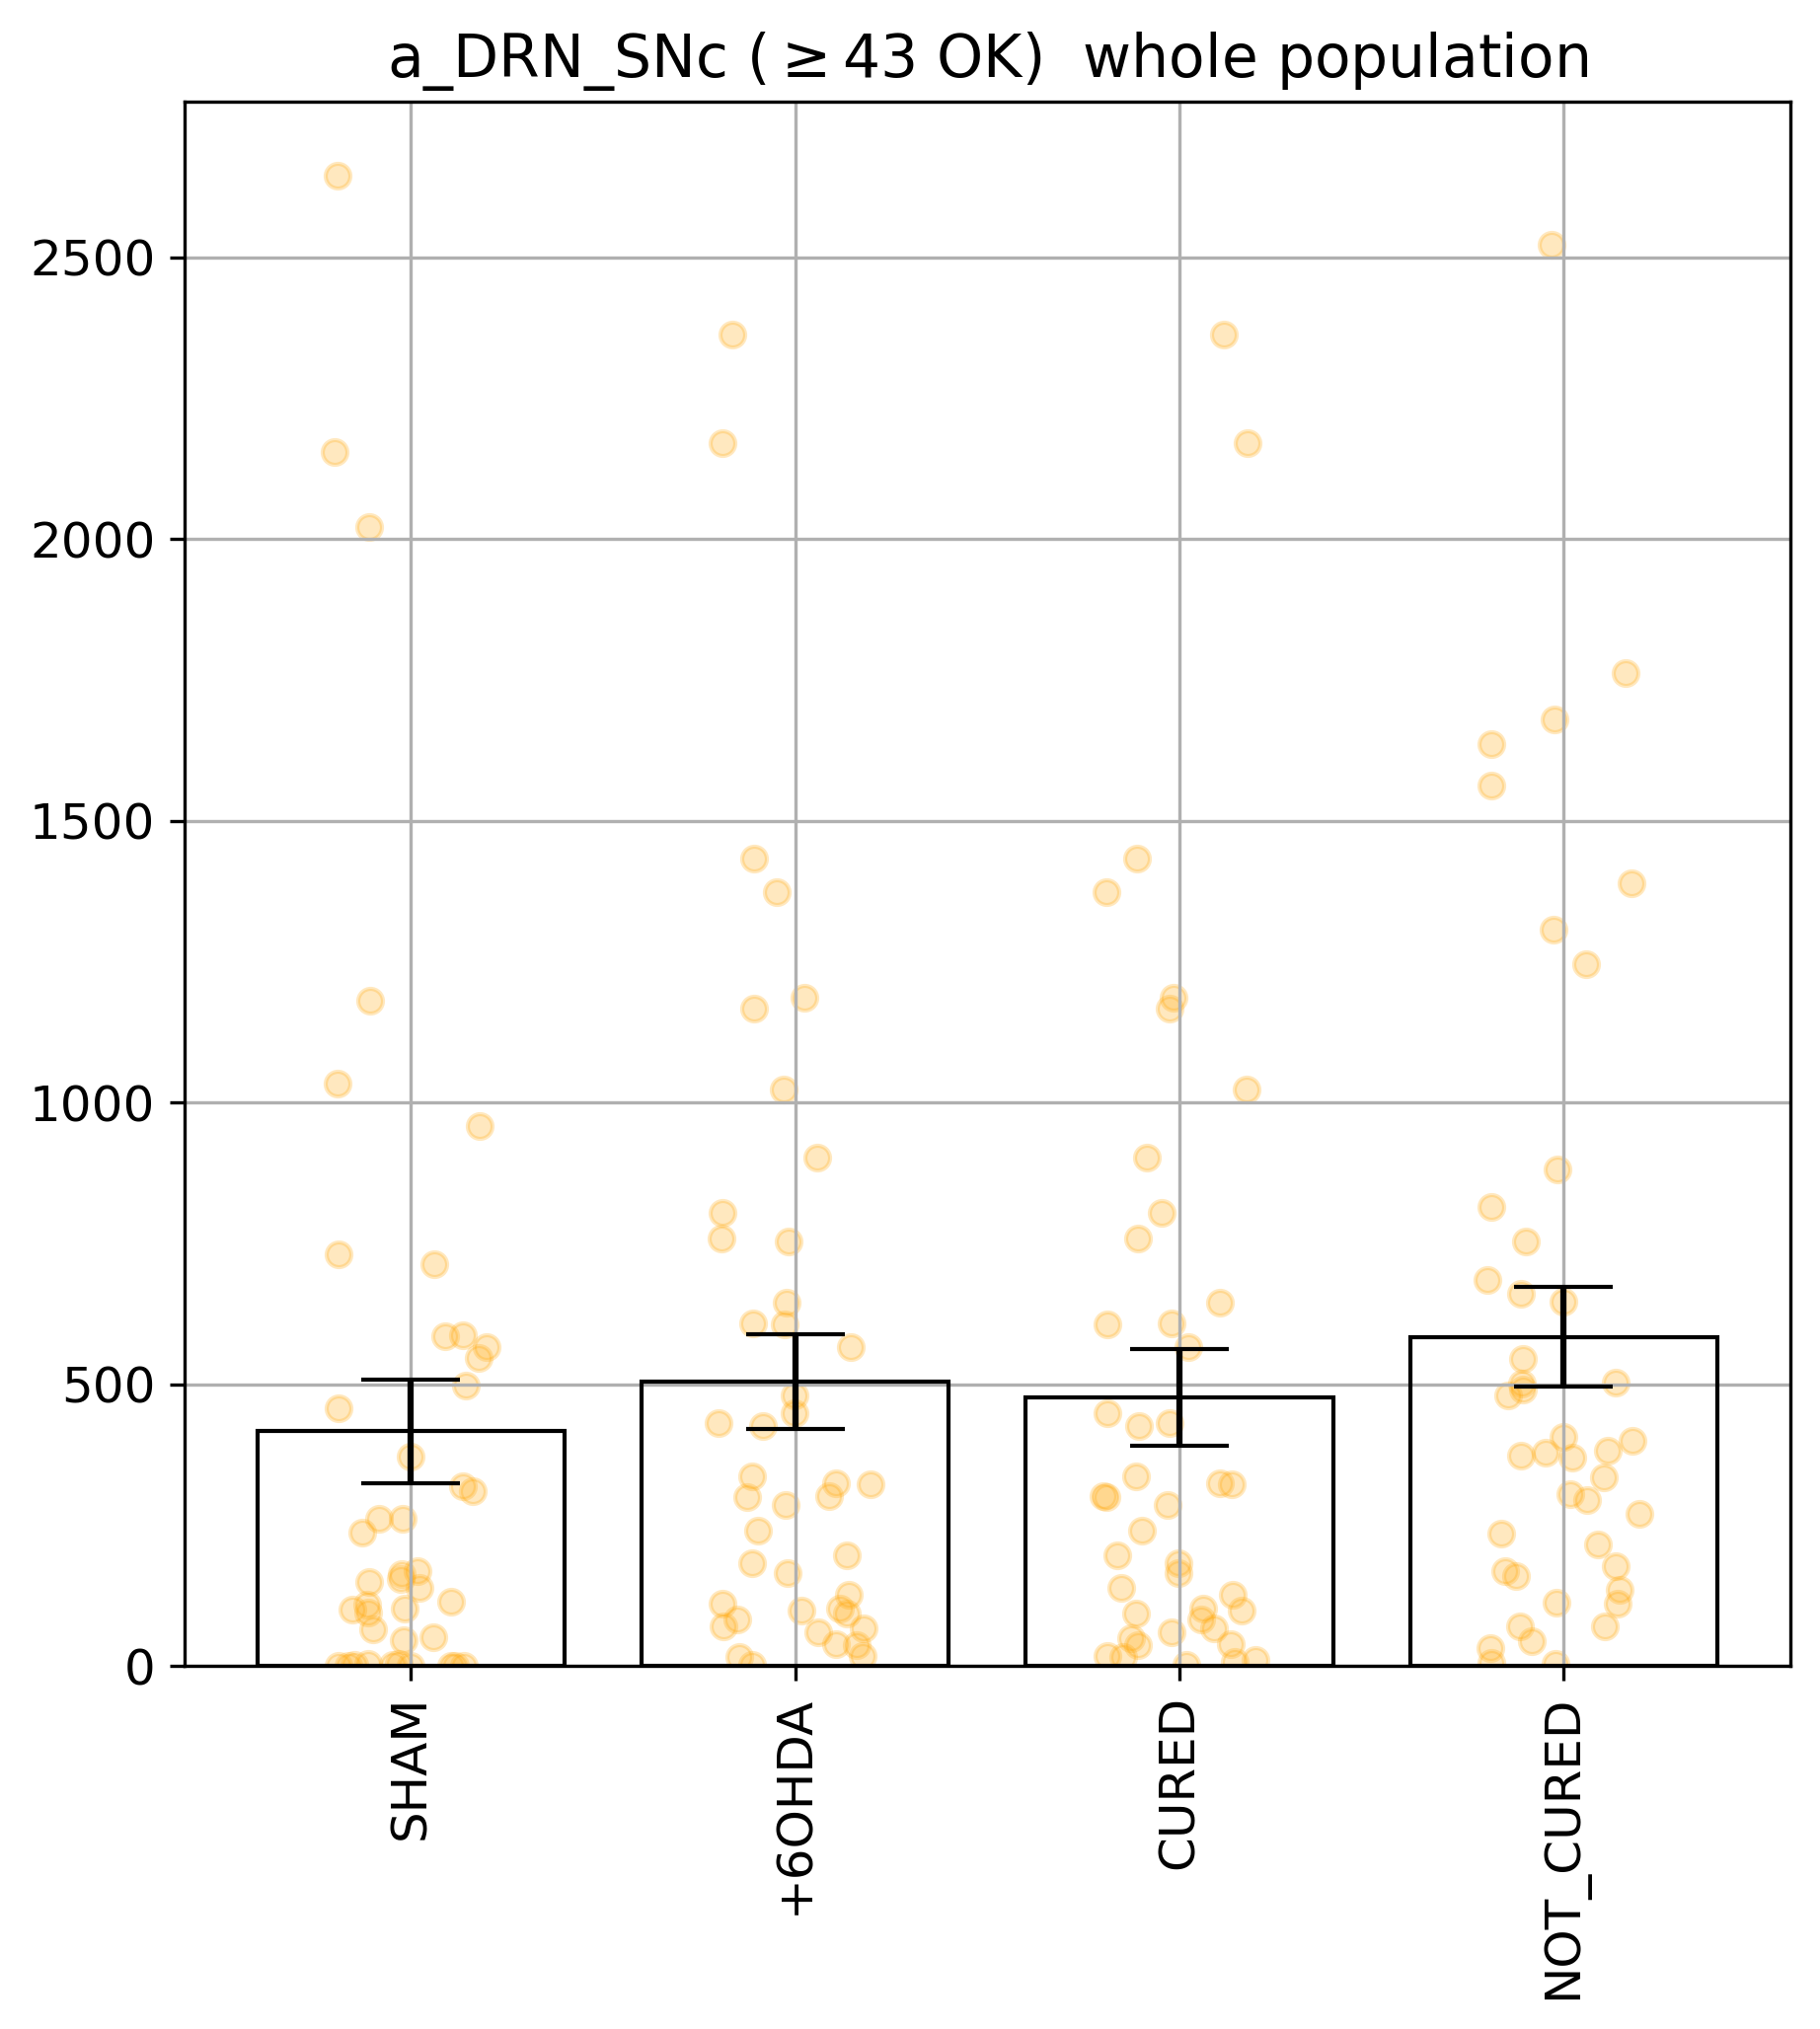 a_DRN_SNc ( ≥ 43 OK)  whole population
2500
2000
1500
1000
500
0
SHAM
+6OHDA
CURED
NOT_CURED